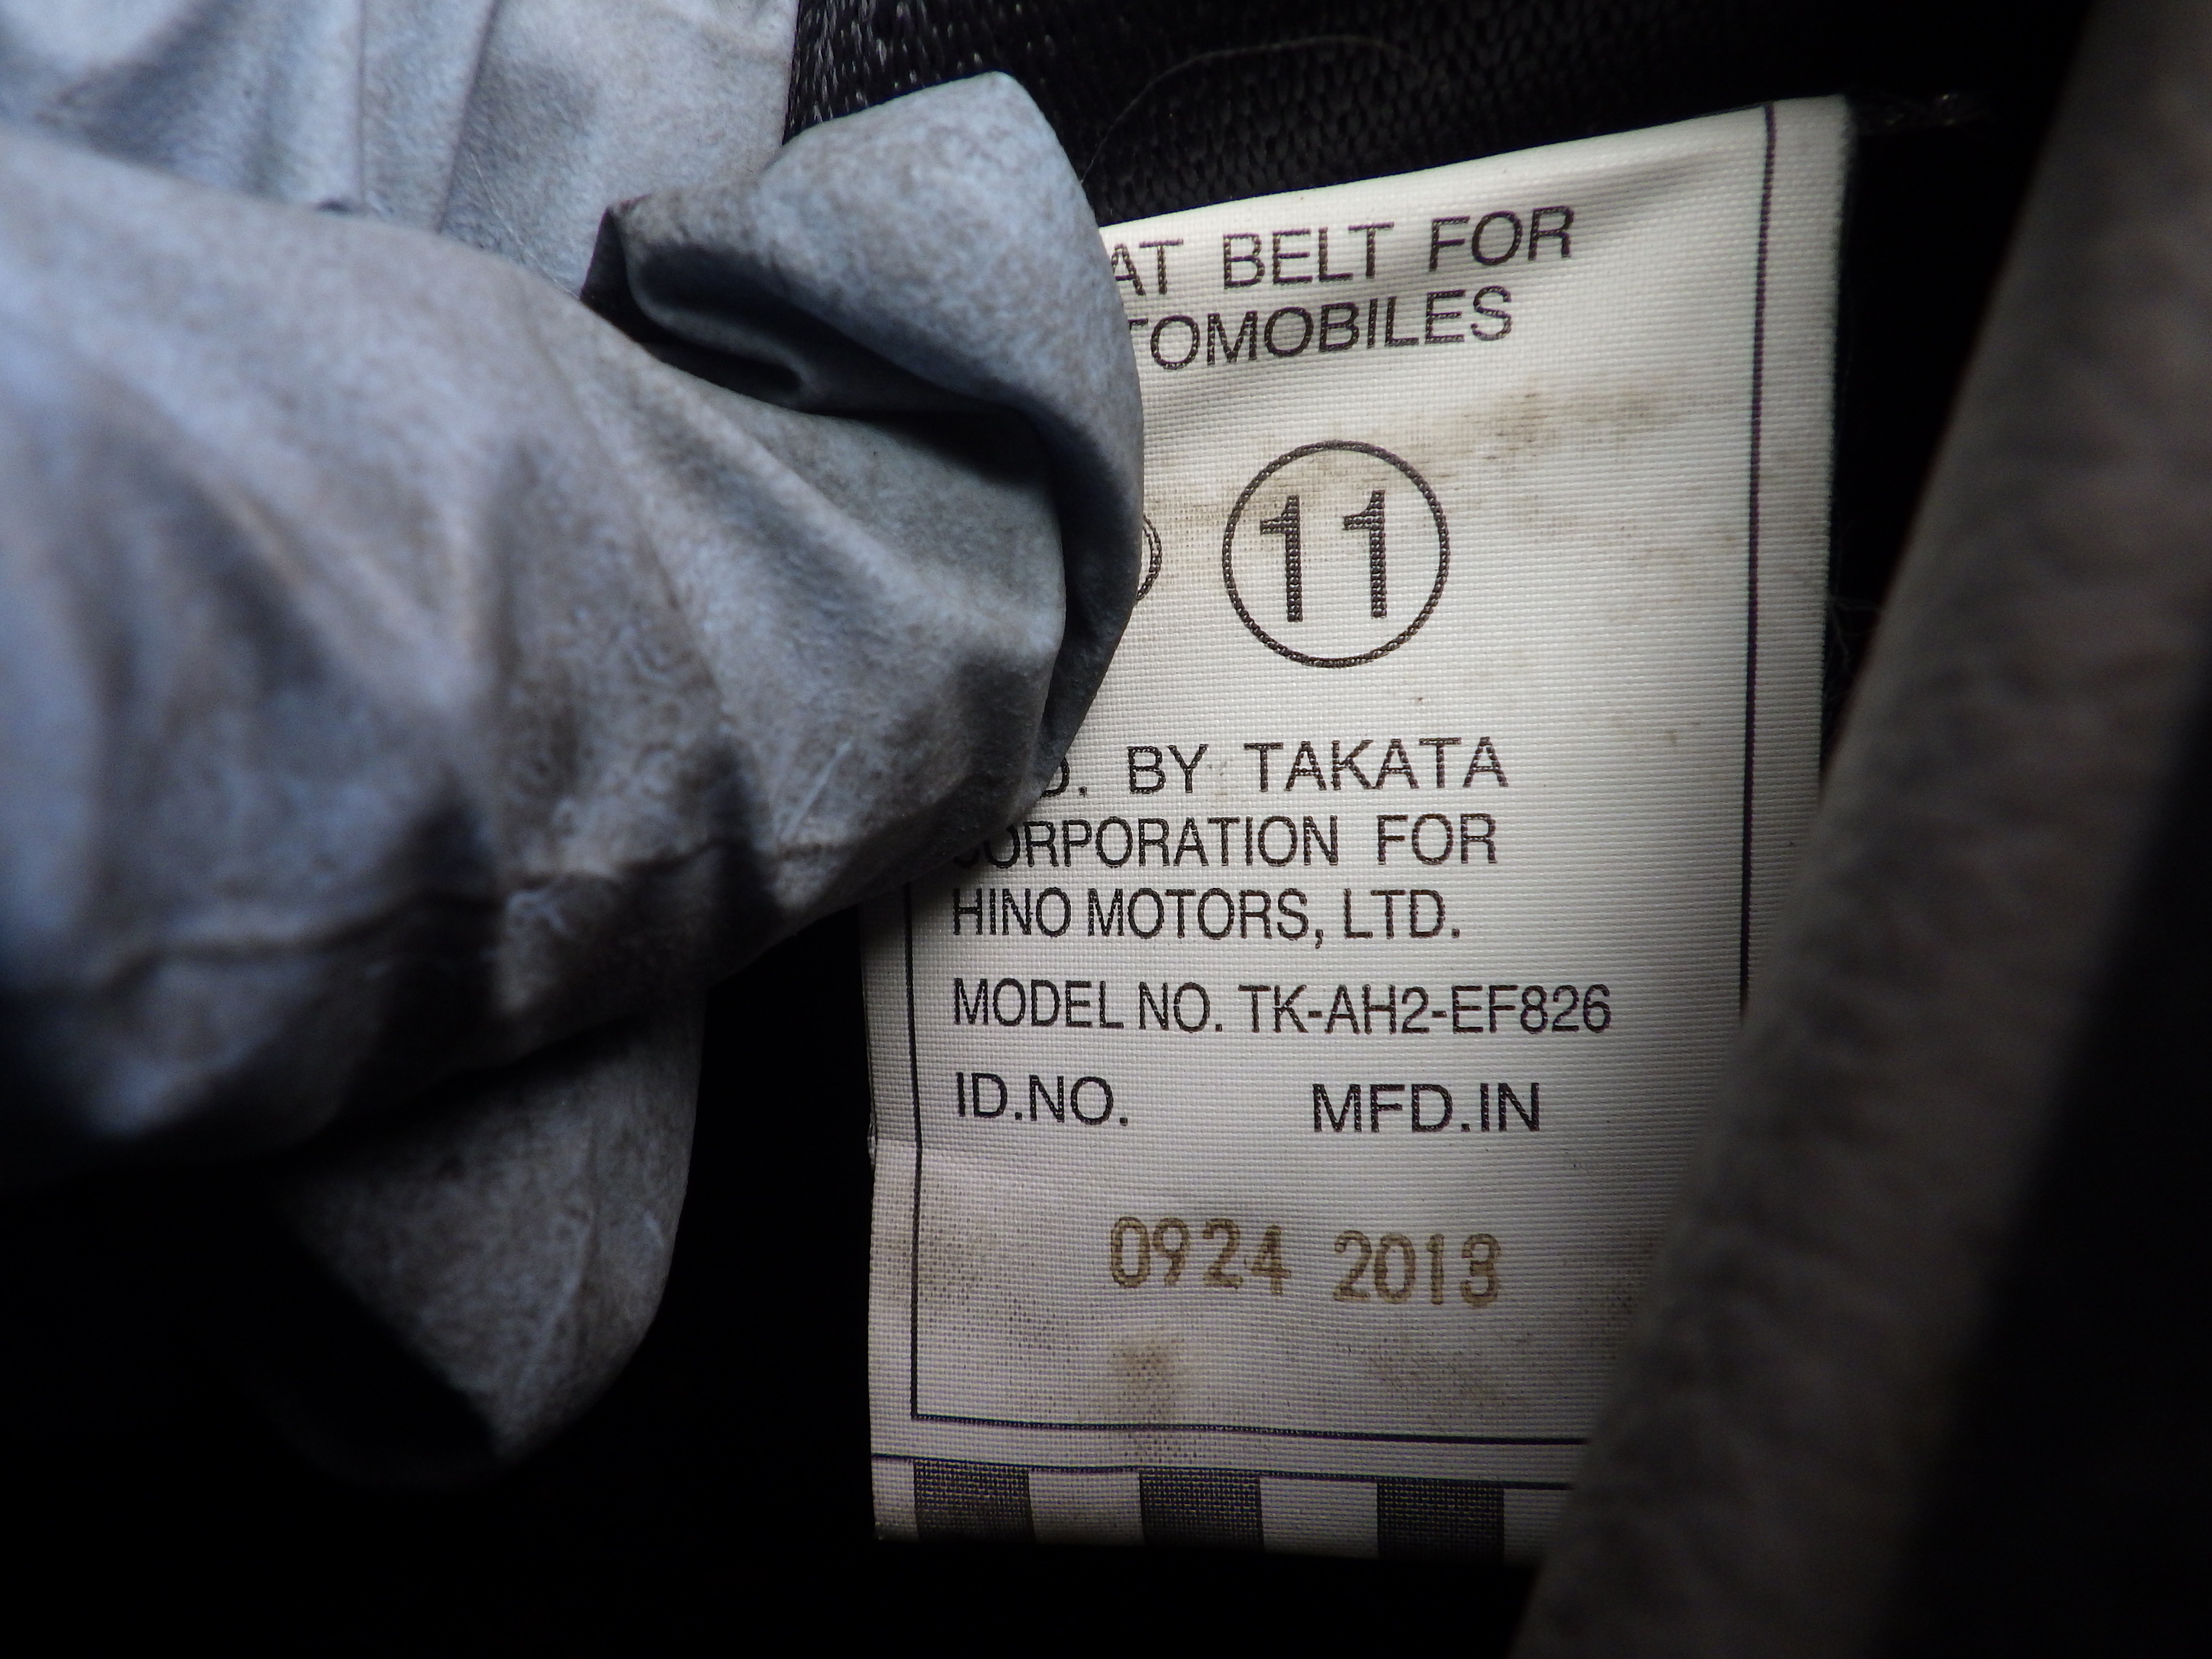 AT BELT FOR
TOMOBILES
11
D. BY TAKATA
CORPORATION FOR
HINO MOTORS, LTD.
MODEL NO. TK-AH2-EF826
ID.NO. MFD.IN
0924 2013